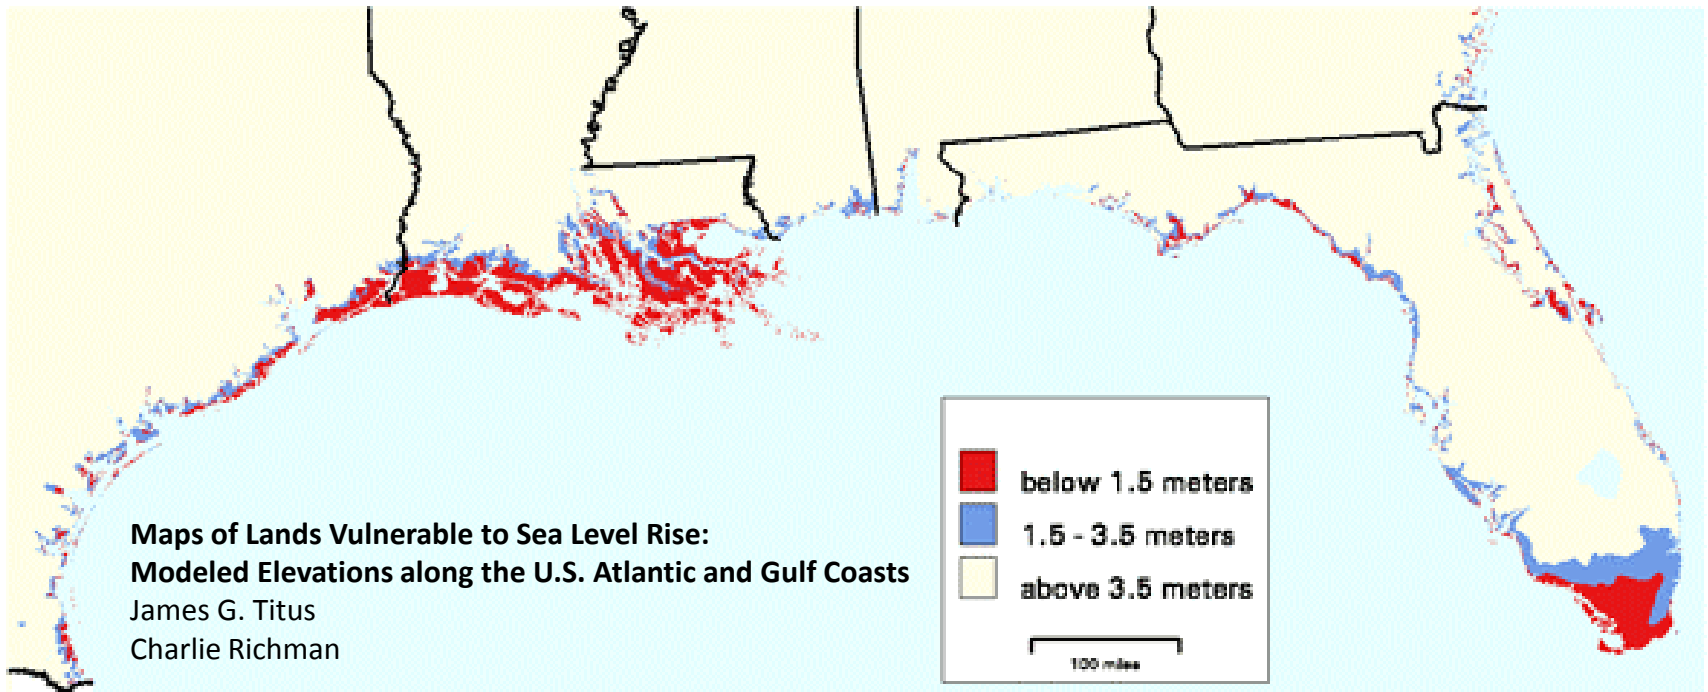 below 1.5 meters
1.5 - 3.5 meters
above 3.5 meters
100 miles
Maps of Lands Vulnerable to Sea Level Rise:
Modeled Elevations along the U.S. Atlantic and Gulf Coasts
James G. Titus
Charlie Richman